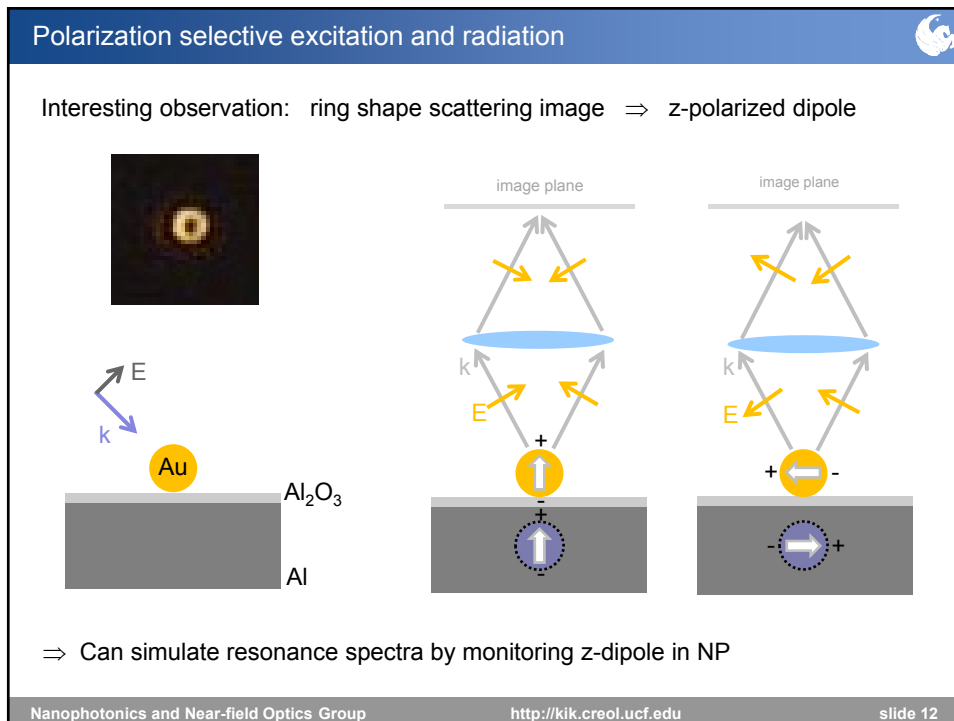 Polarization selective excitation and radiation
Interesting observation: ring shape scattering image ⇒ z-polarized dipole
image plane
image plane
E
k
Au
Al₂O₃
Al
k
E
+
-
+
-
k
E
+ -
- +
⇒ Can simulate resonance spectra by monitoring z-dipole in NP
Nanophotonics and Near-field Optics Group http://kik.creol.ucf.edu slide 12